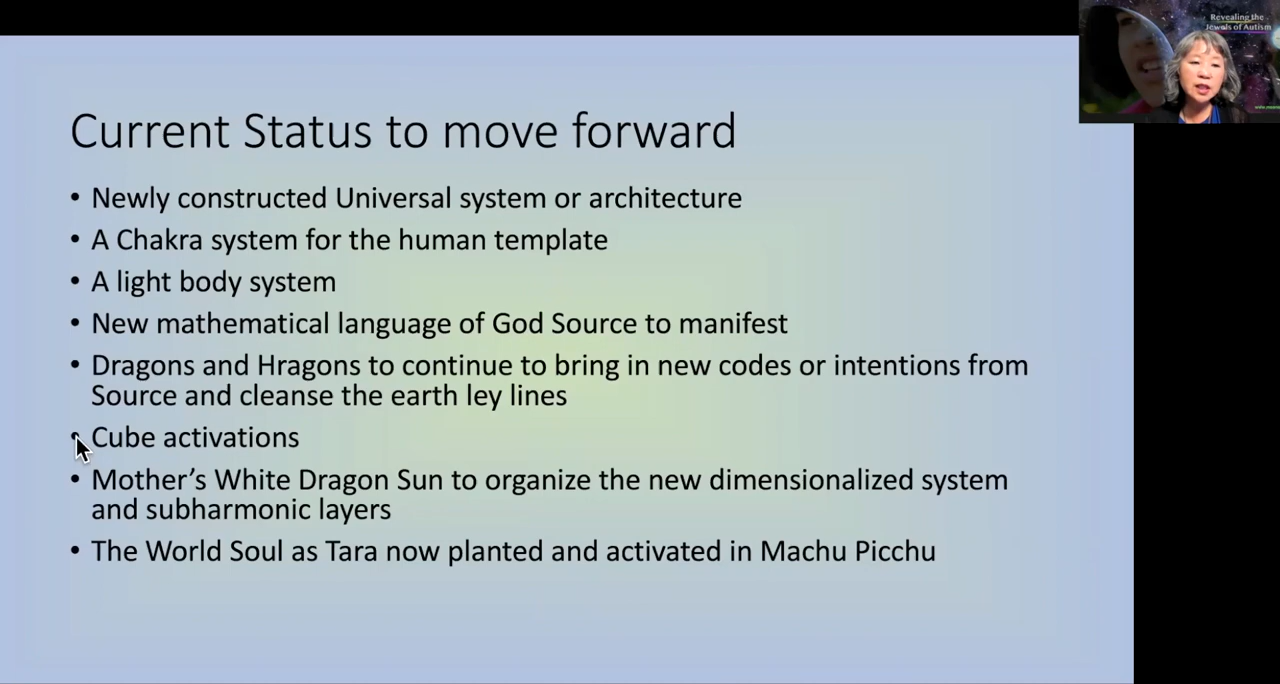 Revealing the
Jewels of Autism
Current Status to move forward
• Newly constructed Universal system or architecture
• A Chakra system for the human template
• A light body system
• New mathematical language of God Source to manifest
• Dragons and Hragons to continue to bring in new codes or intentions from
Source and cleanse the earth ley lines
• Cube activations
• Mother’s White Dragon Sun to organize the new dimensionalized system
and subharmonic layers
• The World Soul as Tara now planted and activated in Machu Picchu